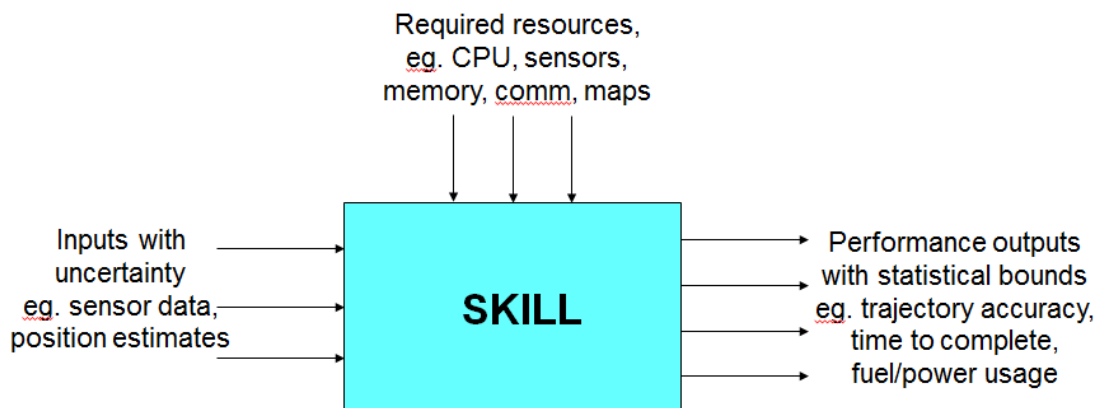 Required resources,
eg. CPU, sensors,
memory, comm, maps
Inputs with
uncertainty
eg. sensor data,
position estimates
SKILL
Performance outputs
with statistical bounds
eg. trajectory accuracy,
time to complete,
fuel/power usage